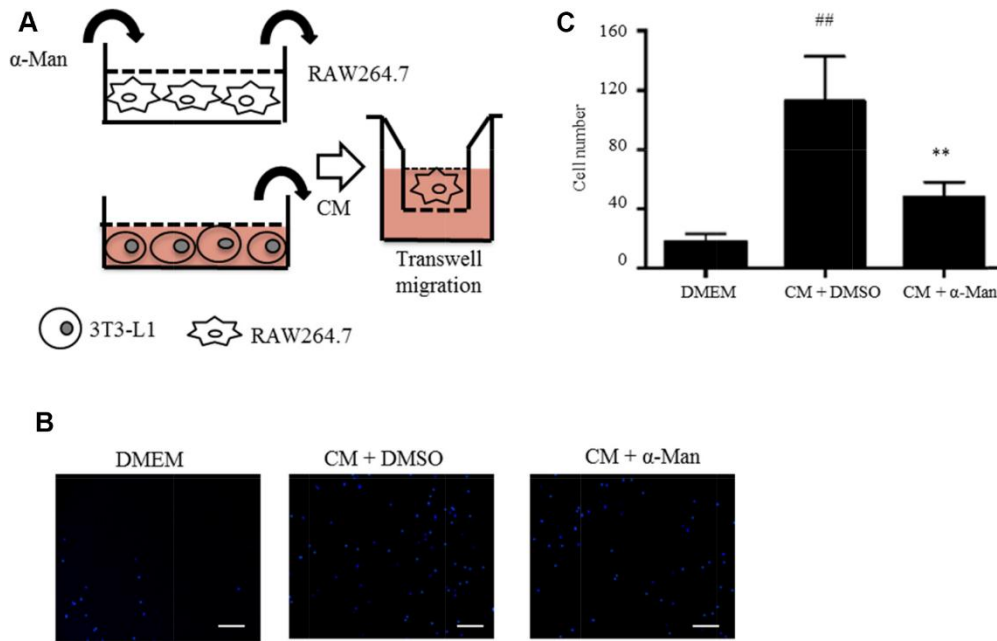 A
α-Man
RAW264.7
CM
Transwell
migration
3T3-L1
RAW264.7
C
Cell number
160
120
80
40
0
##
**
DMEM
CM + DMSO
CM + α-Man
B
DMEM
CM + DMSO
CM + α-Man